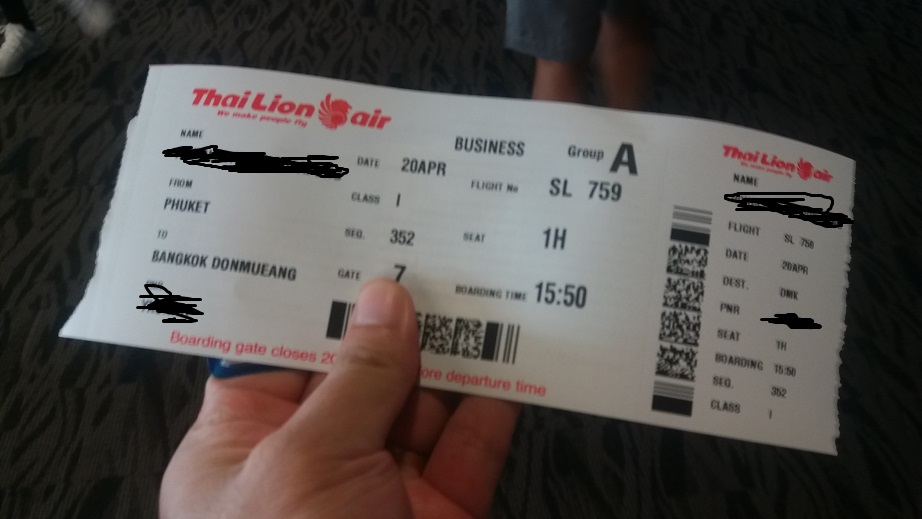 Thai Lion air
We make people fly
BUSINESS
Group A
NAME
DATE 20APR
FLIGHT No SL 759
FROM
CLASS I
PHUKET
SEQ. 352
SEAT 1H
TO
BANGKOK DONMUEANG
GATE 7
BOARDING TIME 15:50
Boarding gate closes 20 ore departure time
Thai Lion air
NAME
FLIGHT SL 759
DATE 20APR
DEST. DMK
PNR
SEAT 1H
BOARDING 15:50
SEQ. 352
CLASS I